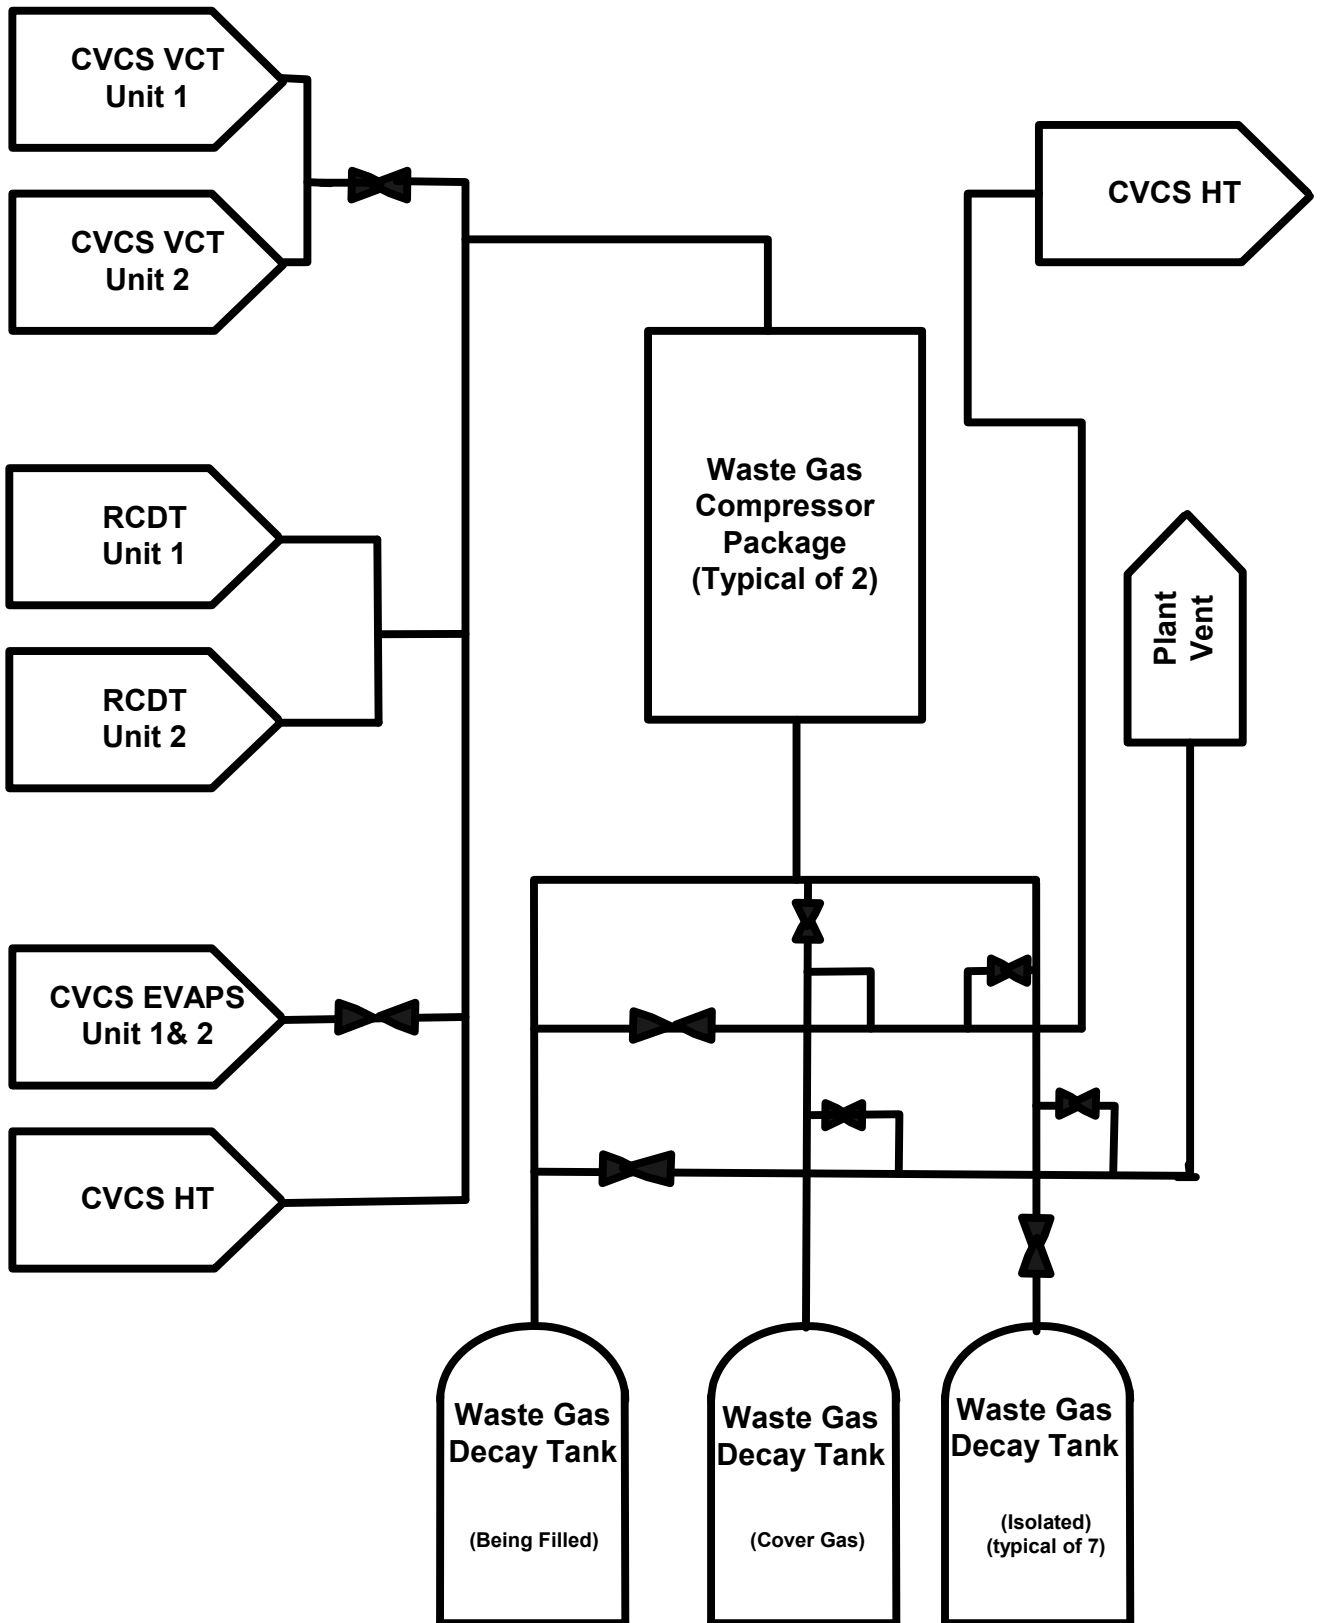 CVCS VCT
Unit 1
CVCS VCT
Unit 2
CVCS HT
Waste Gas
Compressor
Package
(Typical of 2)
RCDT
Unit 1
RCDT
Unit 2
Plant
Vent
CVCS EVAPS
Unit 1& 2
CVCS HT
Waste Gas
Decay Tank
(Being Filled)
Waste Gas
Decay Tank
(Cover Gas)
Waste Gas
Decay Tank
(Isolated)
(typical of 7)